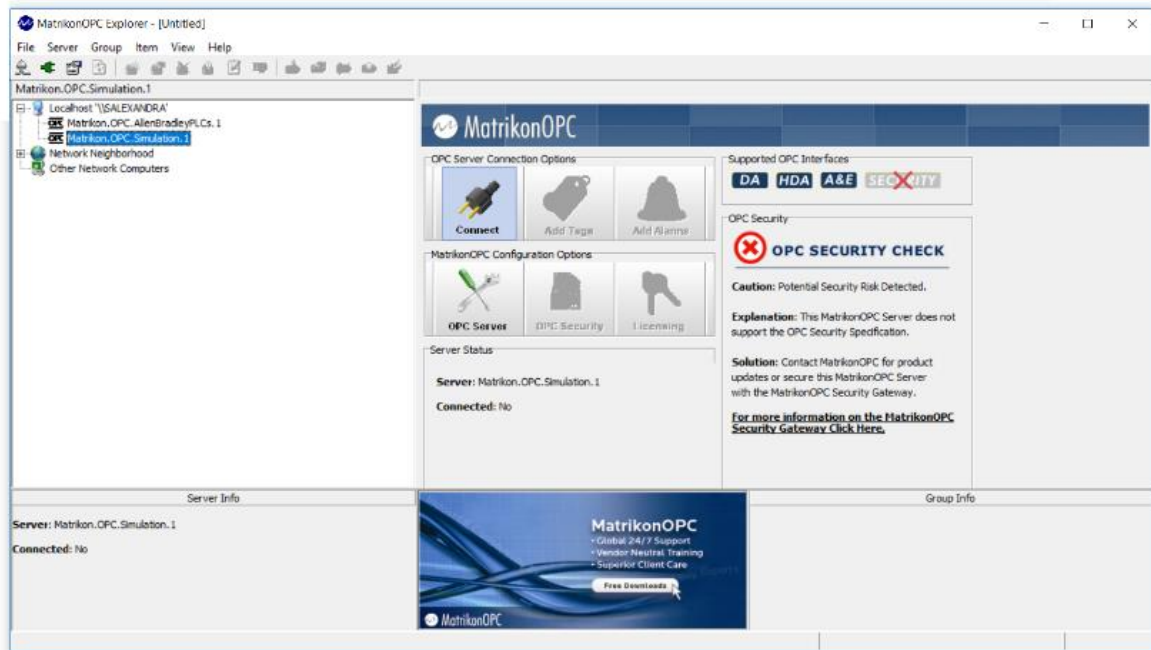 MatrikonOPC Explorer - [Untitled]
File Server Group Item View Help
Matrikon.OPC.Simulation.1
Localhost '\\SALEXANDRA'
Matrikon.OPC.AllenBradleyPLCs.1
Matrikon.OPC.Simulation.1
Network Neighborhood
Other Network Computers
MatrikonOPC
OPC Server Connection Options
Connect
Add Tags
Add Alarms
MatrikonOPC Configuration Options
OPC Server
OPC Security
Licensing
Server Status
Server: Matrikon.OPC.Simulation.1
Connected: No
Supported OPC Interfaces
DA HDA A&E SECURITY
OPC Security
OPC SECURITY CHECK
Caution: Potential Security Risk Detected.
Explanation: This MatrikonOPC Server does not
support the OPC Security Specification.
Solution: Contact MatrikonOPC for product
updates or secure this MatrikonOPC Server
with the MatrikonOPC Security Gateway.
For more information on the MatrikonOPC
Security Gateway Click Here.
Server Info
Server: Matrikon.OPC.Simulation.1
Connected: No
MatrikonOPC
• Global 24/7 Support
• Vendor Neutral Training
• Superior Client Care
Free Downloads
MatrikonOPC
Group Info